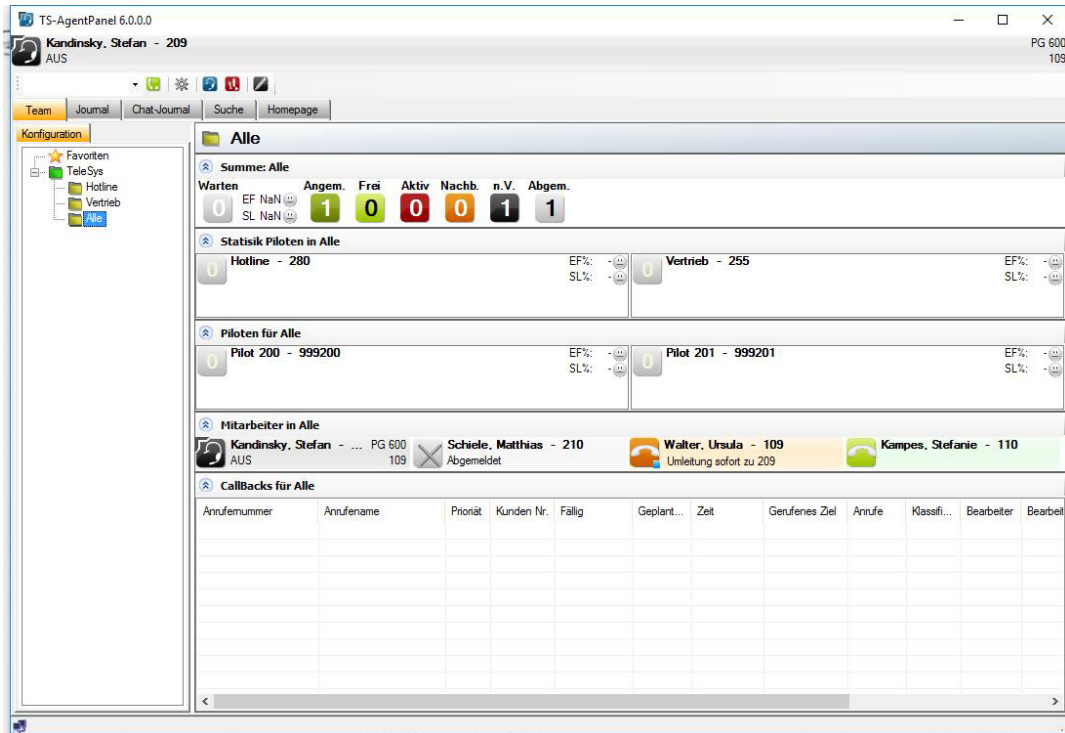 TS-AgentPanel 6.0.0.0
Kandinsky, Stefan - 209
PG 600
AUS
109
Team Journal Chat-Journal Suche Homepage
Konfiguration
Favoriten
TeleSys
Hotline
Vertrieb
Alle
Alle
Summe: Alle
Warten Angem. Frei Aktiv Nachb. n.V. Abgem.
0 EF NaN 1 0 0 0 1 1
SL NaN
Statisik Piloten in Alle
0 Hotline - 280 EF%: -
SL%: -
0 Vertrieb - 255 EF%: -
SL%: -
Piloten für Alle
0 Pilot 200 - 999200 EF%: -
SL%: -
0 Pilot 201 - 999201 EF%: -
SL%: -
Mitarbeiter in Alle
Kandinsky, Stefan - ... PG 600
AUS 109
Schiele, Matthias - 210
Abgemeldet
Walter, Ursula - 109
Umleitung sofort zu 209
Kampes, Stefanie - 110
CallBacks für Alle
Anrufernummer Anrufename Priorität Kunden Nr. Fällig Geplant... Zeit Gerufenes Ziel Anrufe Klassifi... Bearbeiter Bearbeit